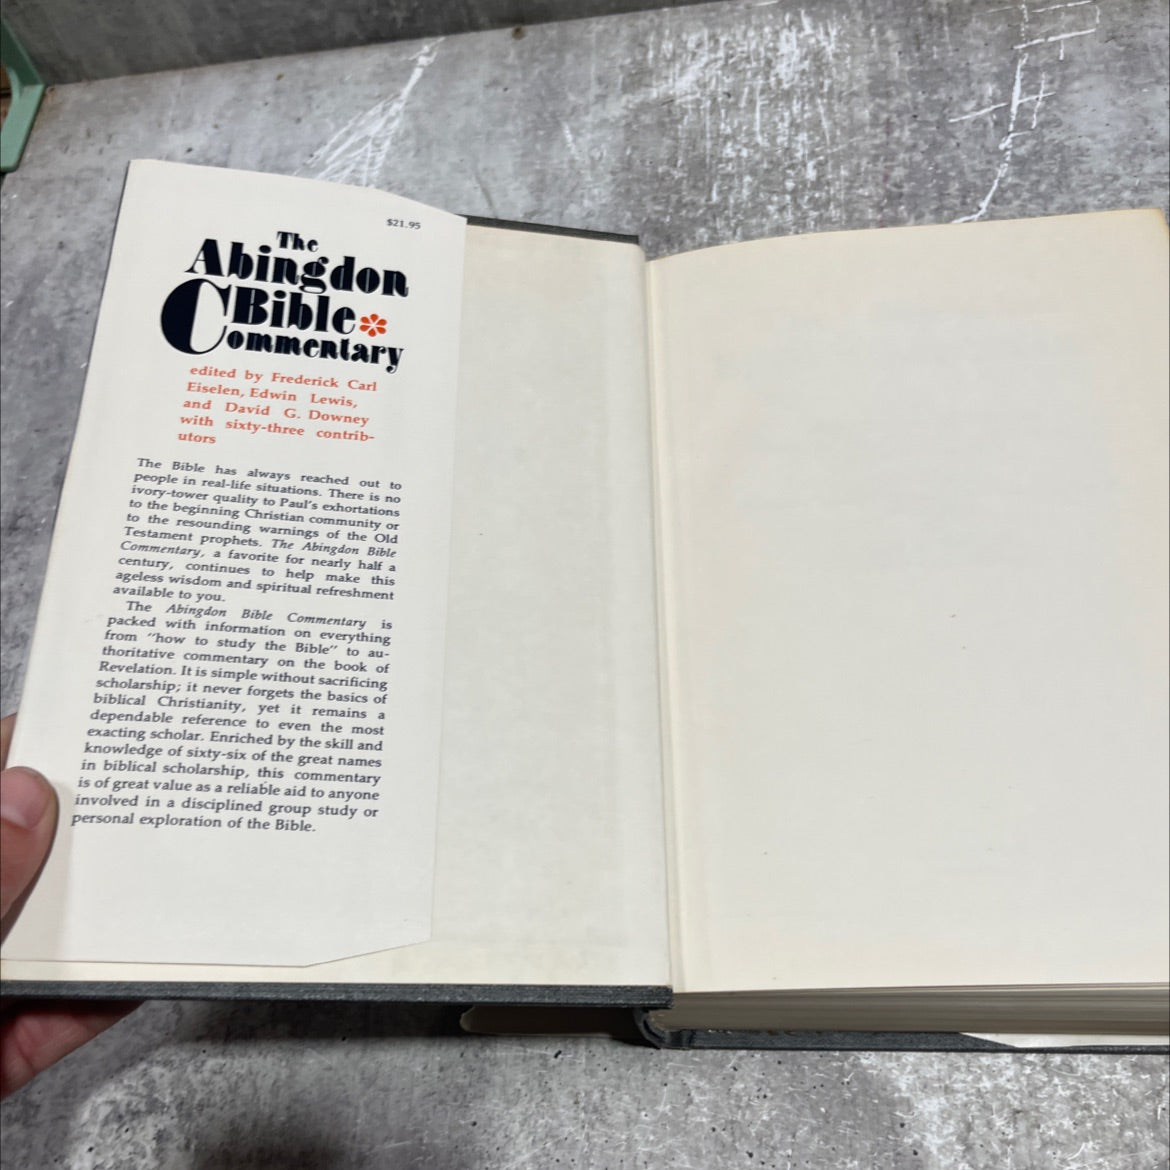 $21.95
The
Abingdon
Bible
Commentary
edited by Frederick Carl
Eiselen, Edwin Lewis,
and David G. Downey
with sixty-three contrib-
utors
The Bible has always reached out to
people in real-life situations. There is no
ivory-tower quality to Paul's exhortations
to the beginning Christian community or
to the resounding warnings of the Old
Testament prophets. The Abingdon Bible
Commentary, a favorite for nearly half a
century, continues to help make this
ageless wisdom and spiritual refreshment
available to you.
The Abingdon Bible Commentary is
packed with information on everything
from "how to study the Bible" to au-
thoritative commentary on the book of
Revelation. It is simple without sacrificing
scholarship; it never forgets the basics of
biblical Christianity, yet it remains a
dependable reference to even the most
exacting scholar. Enriched by the skill and
knowledge of sixty-six of the great names
in biblical scholarship, this commentary
is of great value as a reliable aid to anyone
involved in a disciplined group study or
personal exploration of the Bible.